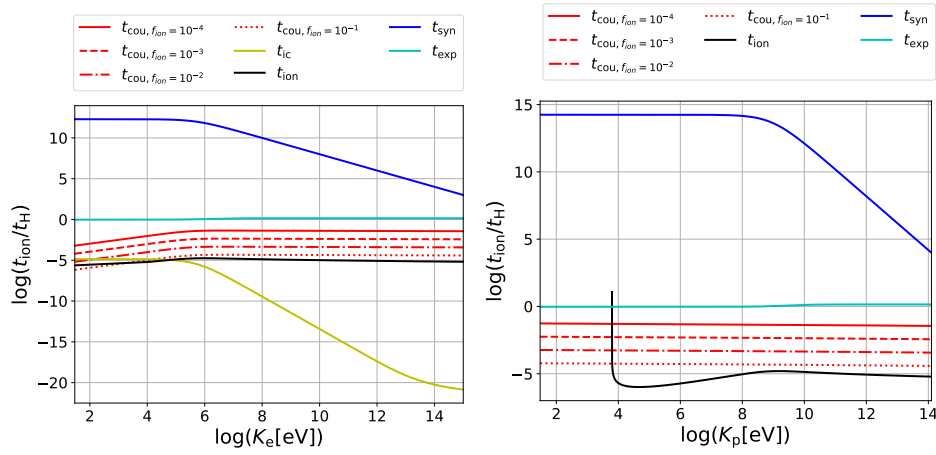 t_cou, f_ion = 10^-4
t_cou, f_ion = 10^-3
t_cou, f_ion = 10^-2
t_cou, f_ion = 10^-1
t_ic
t_ion
t_syn
t_exp
log(t_ion/t_H)
10
5
0
−5
−10
−15
−20
2 4 6 8 10 12 14
log(K_e[eV])
t_cou, f_ion = 10^-4
t_cou, f_ion = 10^-3
t_cou, f_ion = 10^-2
t_cou, f_ion = 10^-1
t_ion
t_syn
t_exp
log(t_ion/t_H)
15
10
5
0
−5
2 4 6 8 10 12 14
log(K_p[eV])